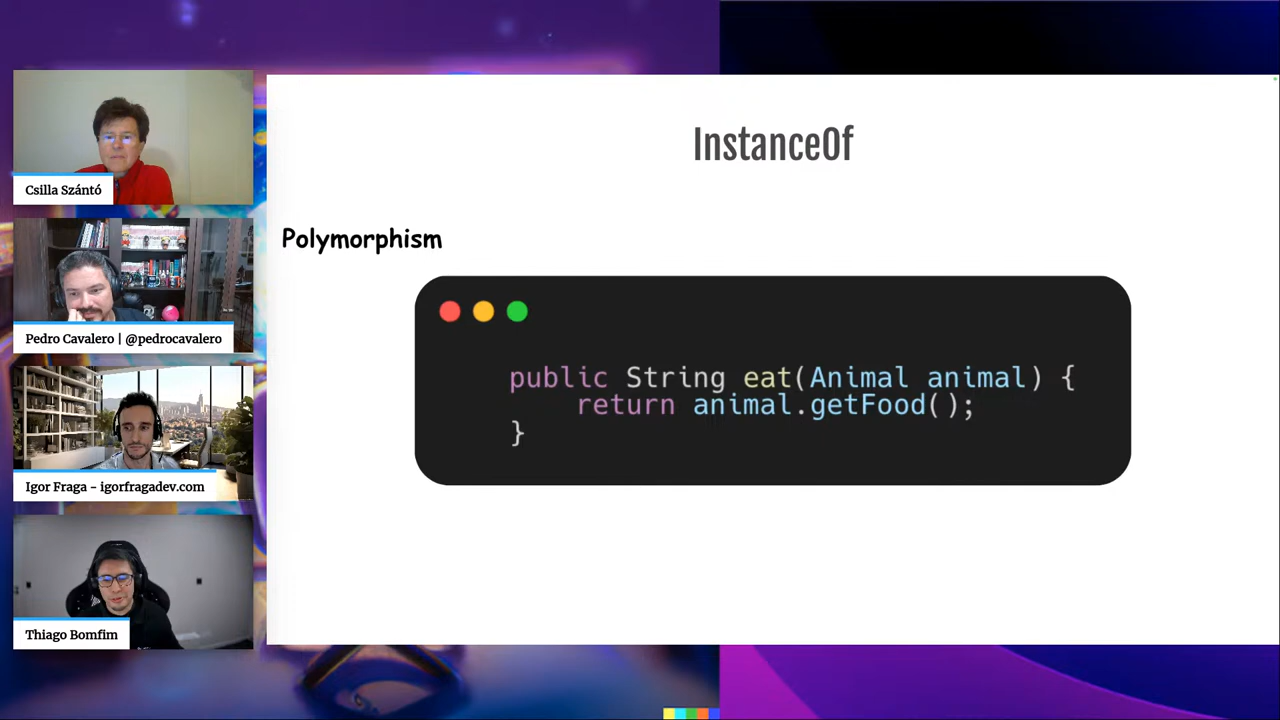 InstanceOf
Polymorphism
public String eat(Animal animal) {
return animal.getFood();
}
Csilla Szántó
Pedro Cavalero | @pedrocavalero
Igor Fraga - igorfragadev.com
Thiago Bomfim